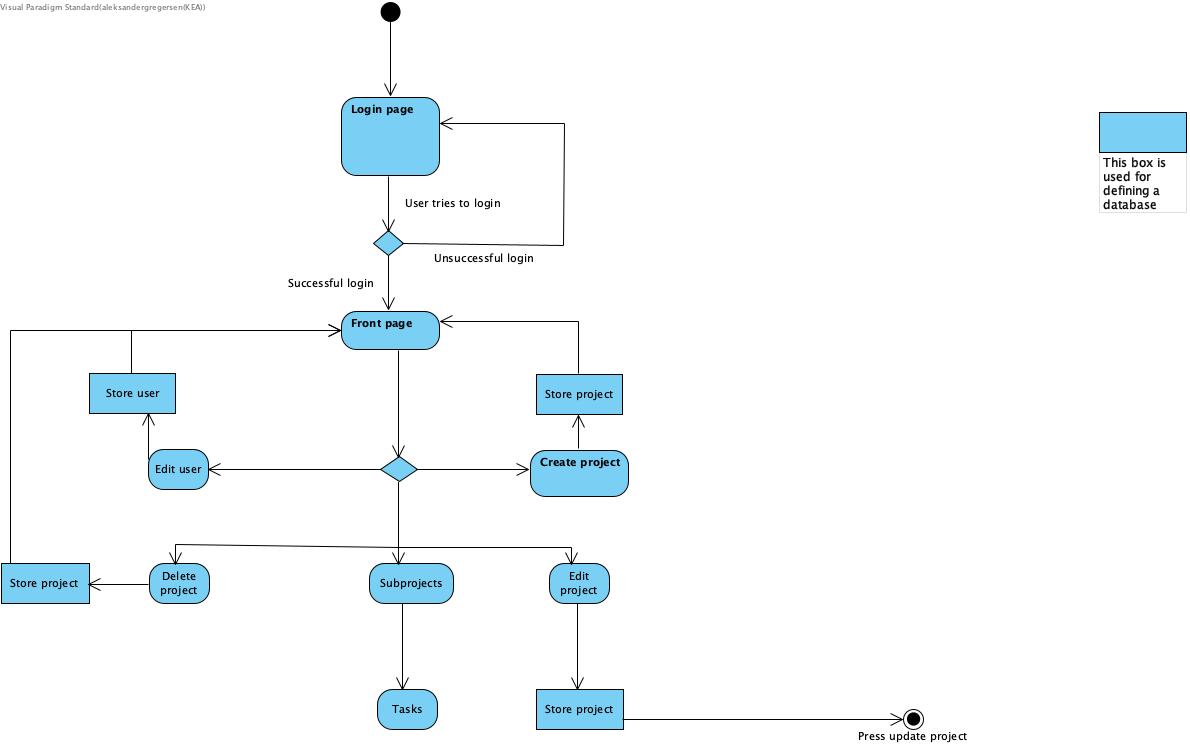 Visual Paradigm Standard(aleksandergregersen(KEA))
Login page
This box is
used for
defining a
database
User tries to login
Unsuccessful login
Successful login
Front page
Store user
Store project
Edit user
Create project
Store project
Delete
project
Subprojects
Edit
project
Tasks
Store project
Press update project